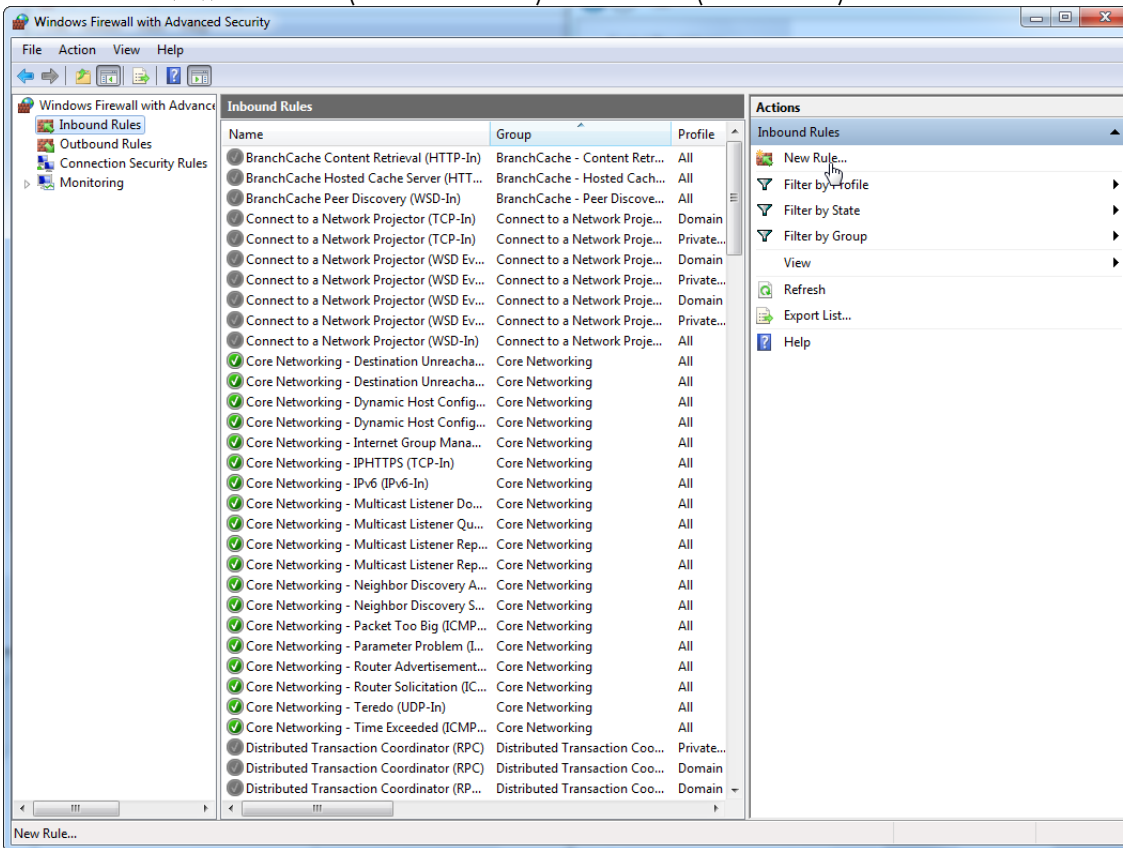 Windows Firewall with Advanced Security
File Action View Help
Windows Firewall with Advance
Inbound Rules
Outbound Rules
Connection Security Rules
Monitoring
Inbound Rules
Name Group Profile
BranchCache Content Retrieval (HTTP-In) BranchCache - Content Retr... All
BranchCache Hosted Cache Server (HTT... BranchCache - Hosted Cach... All
BranchCache Peer Discovery (WSD-In) BranchCache - Peer Discove... All
Connect to a Network Projector (TCP-In) Connect to a Network Proje... Domain
Connect to a Network Projector (TCP-In) Connect to a Network Proje... Private...
Connect to a Network Projector (WSD Ev... Connect to a Network Proje... Domain
Connect to a Network Projector (WSD Ev... Connect to a Network Proje... Private...
Connect to a Network Projector (WSD Ev... Connect to a Network Proje... Domain
Connect to a Network Projector (WSD Ev... Connect to a Network Proje... Private...
Connect to a Network Projector (WSD-In) Connect to a Network Proje... All
Core Networking - Destination Unreacha... Core Networking All
Core Networking - Destination Unreacha... Core Networking All
Core Networking - Dynamic Host Config... Core Networking All
Core Networking - Dynamic Host Config... Core Networking All
Core Networking - Internet Group Mana... Core Networking All
Core Networking - IPHTTPS (TCP-In) Core Networking All
Core Networking - IPv6 (IPv6-In) Core Networking All
Core Networking - Multicast Listener Do... Core Networking All
Core Networking - Multicast Listener Qu... Core Networking All
Core Networking - Multicast Listener Rep... Core Networking All
Core Networking - Multicast Listener Rep... Core Networking All
Core Networking - Neighbor Discovery A... Core Networking All
Core Networking - Neighbor Discovery S... Core Networking All
Core Networking - Packet Too Big (ICMP... Core Networking All
Core Networking - Parameter Problem (I... Core Networking All
Core Networking - Router Advertisement... Core Networking All
Core Networking - Router Solicitation (IC... Core Networking All
Core Networking - Teredo (UDP-In) Core Networking All
Core Networking - Time Exceeded (ICMP... Core Networking All
Distributed Transaction Coordinator (RPC) Distributed Transaction Coo... Private...
Distributed Transaction Coordinator (RPC) Distributed Transaction Coo... Domain
Distributed Transaction Coordinator (RP... Distributed Transaction Coo... Domain
Actions
Inbound Rules
New Rule...
Filter by Profile
Filter by State
Filter by Group
View
Refresh
Export List...
Help
New Rule...